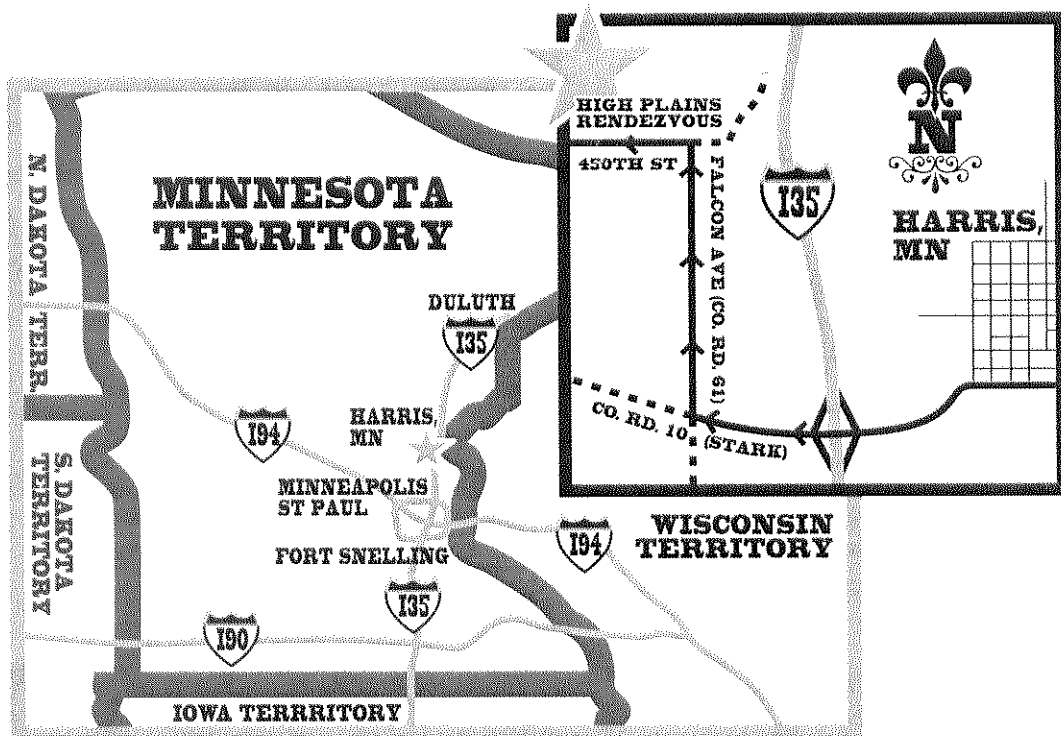 MINNESOTA
TERRITORY
N. DAKOTA TERR.
S. DAKOTA
TERRITORY
DULUTH
I35
HARRIS,
MN
I94
MINNEAPOLIS
ST PAUL
FORT SNELLING
I35
I90
IOWA TERRRITORY
WISCONSIN
TERRITORY
I94
HIGH PLAINS
RENDEZVOUS
450TH ST
FALCON AVE (CO. RD. 61)
I35
N
HARRIS,
MN
CO. RD. 10 (STARK)